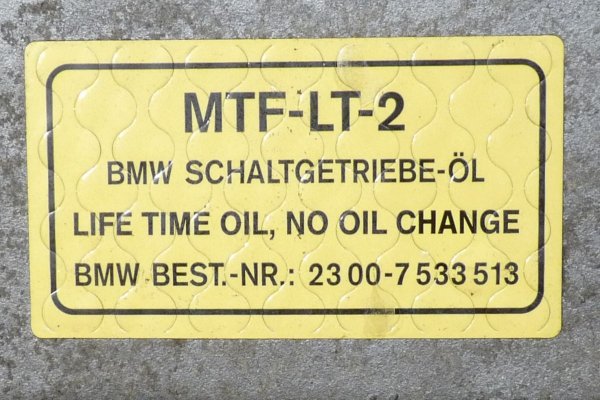 MTF-LT-2
BMW SCHALTGETRIEBE-ÖL
LIFE TIME OIL, NO OIL CHANGE
BMW BEST.-NR.: 23 00-7 533 513